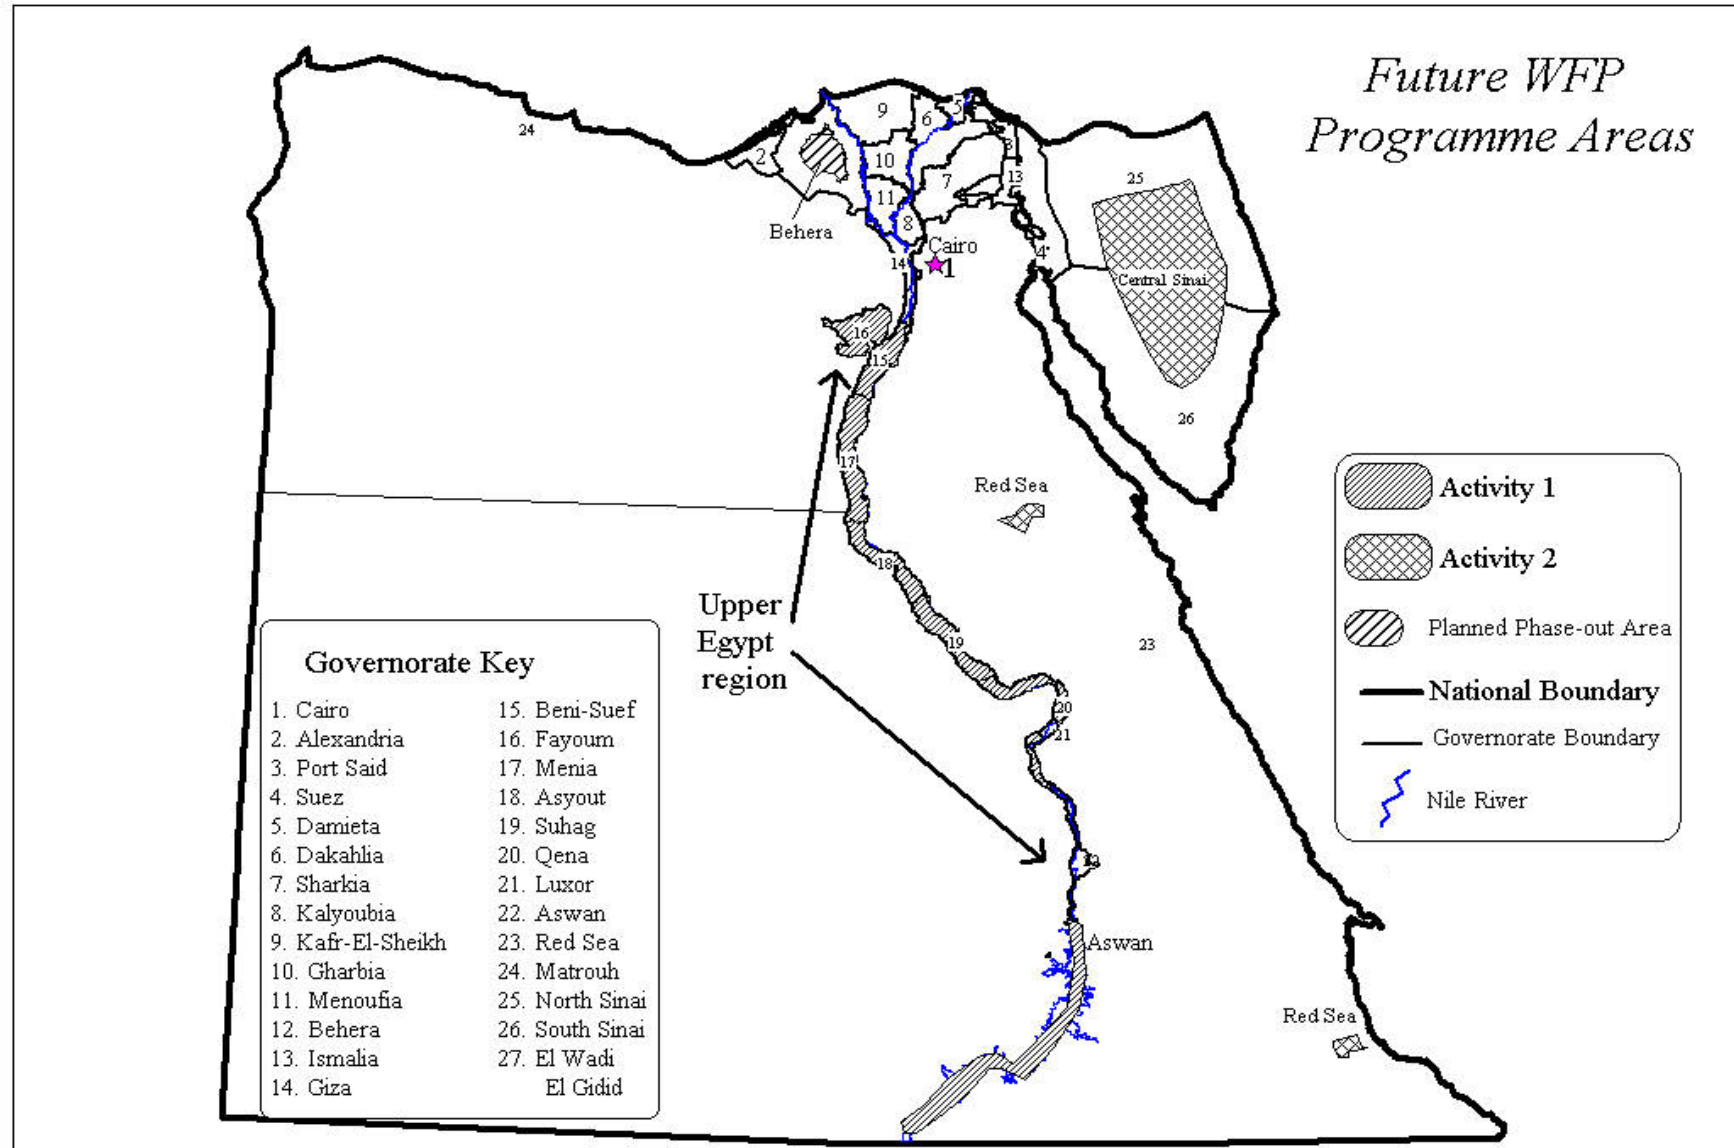 Future WFP
Programme Areas
24
9
5
6
2
10
3
7
13
25
11
8
Behera
Cairo
14
1
4
Central Sinai
16
15
26
17
Red Sea
Activity 1
Activity 2
18
Upper
Egypt
region
Planned Phase-out Area
19
23
National Boundary
20
Governorate Boundary
21
Nile River
Aswan
Red Sea
Governorate Key
1. Cairo
2. Alexandria
3. Port Said
4. Suez
5. Damieta
6. Dakahlia
7. Sharkia
8. Kalyoubia
9. Kafr-El-Sheikh
10. Gharbia
11. Menoufia
12. Behera
13. Ismalia
14. Giza
15. Beni-Suef
16. Fayoum
17. Menia
18. Asyout
19. Suhag
20. Qena
21. Luxor
22. Aswan
23. Red Sea
24. Matrouh
25. North Sinai
26. South Sinai
27. El Wadi
El Gidid